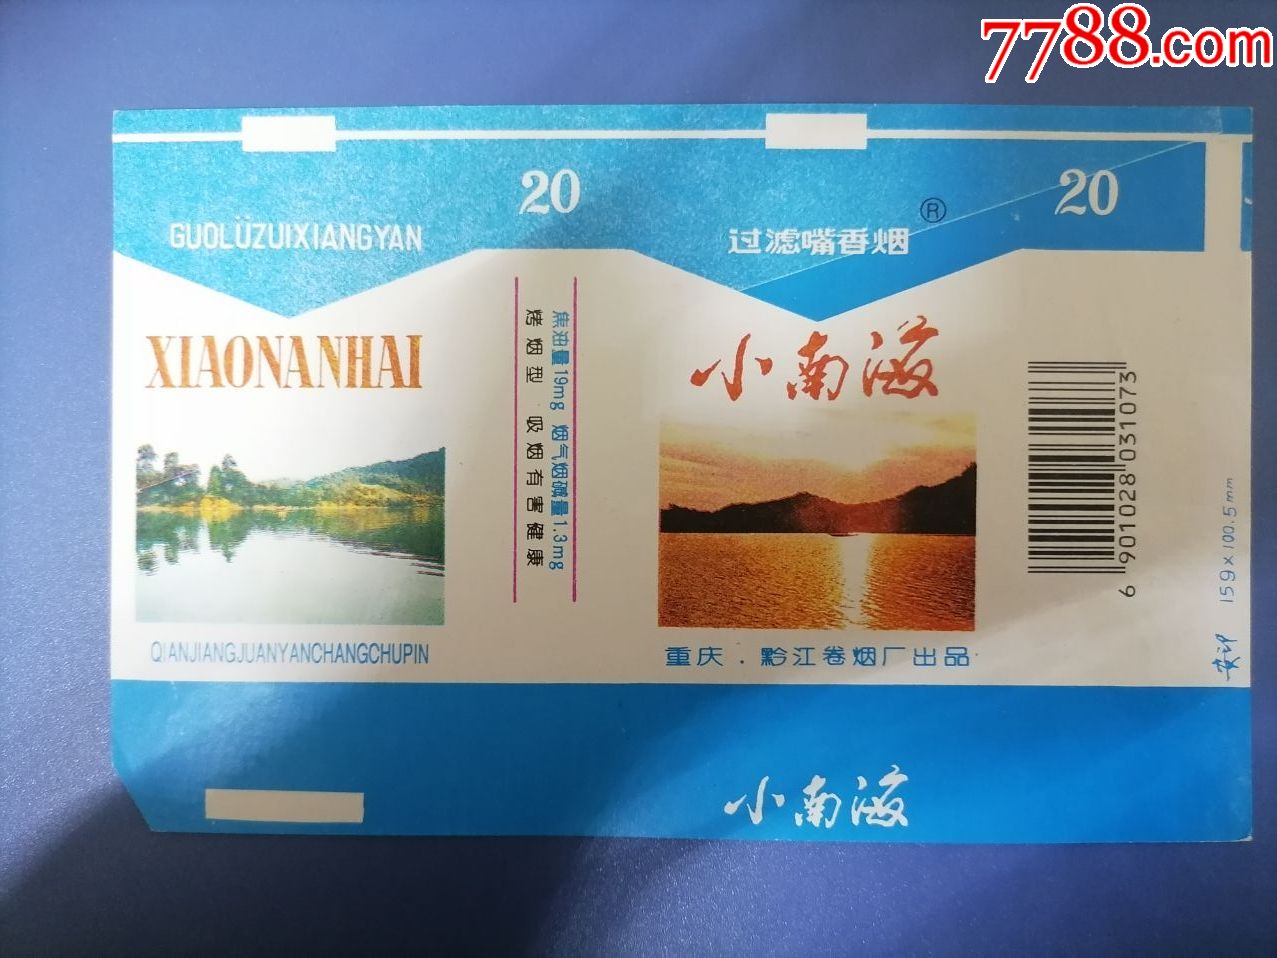 7788.com
20
20
GUOLÜZUIXIANGYAN
过滤嘴香烟
®
XIAONANHAI
小南海
焦油量19mg 烟气烟碱量1.3mg
烤烟型 吸烟有害健康
6 901028 031073
159×100.5mm
QIANJIANGJUANYANCHANGCHUPIN
重庆.黔江卷烟厂出品
小南海